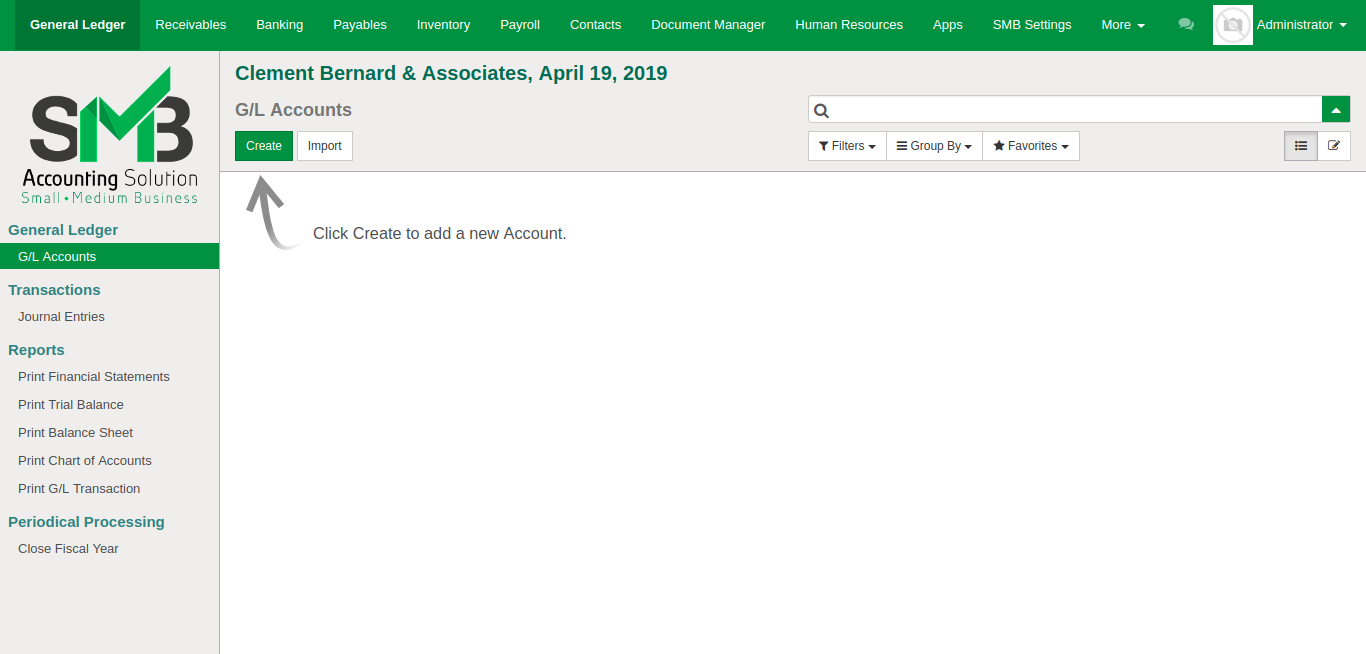 General Ledger Receivables Banking Payables Inventory Payroll Contacts Document Manager Human Resources Apps SMB Settings More Administrator
SMB
Accounting Solution
Small • Medium Business
General Ledger
G/L Accounts
Transactions
Journal Entries
Reports
Print Financial Statements
Print Trial Balance
Print Balance Sheet
Print Chart of Accounts
Print G/L Transaction
Periodical Processing
Close Fiscal Year
Clement Bernard & Associates, April 19, 2019
G/L Accounts
Create Import Filters Group By Favorites
Click Create to add a new Account.